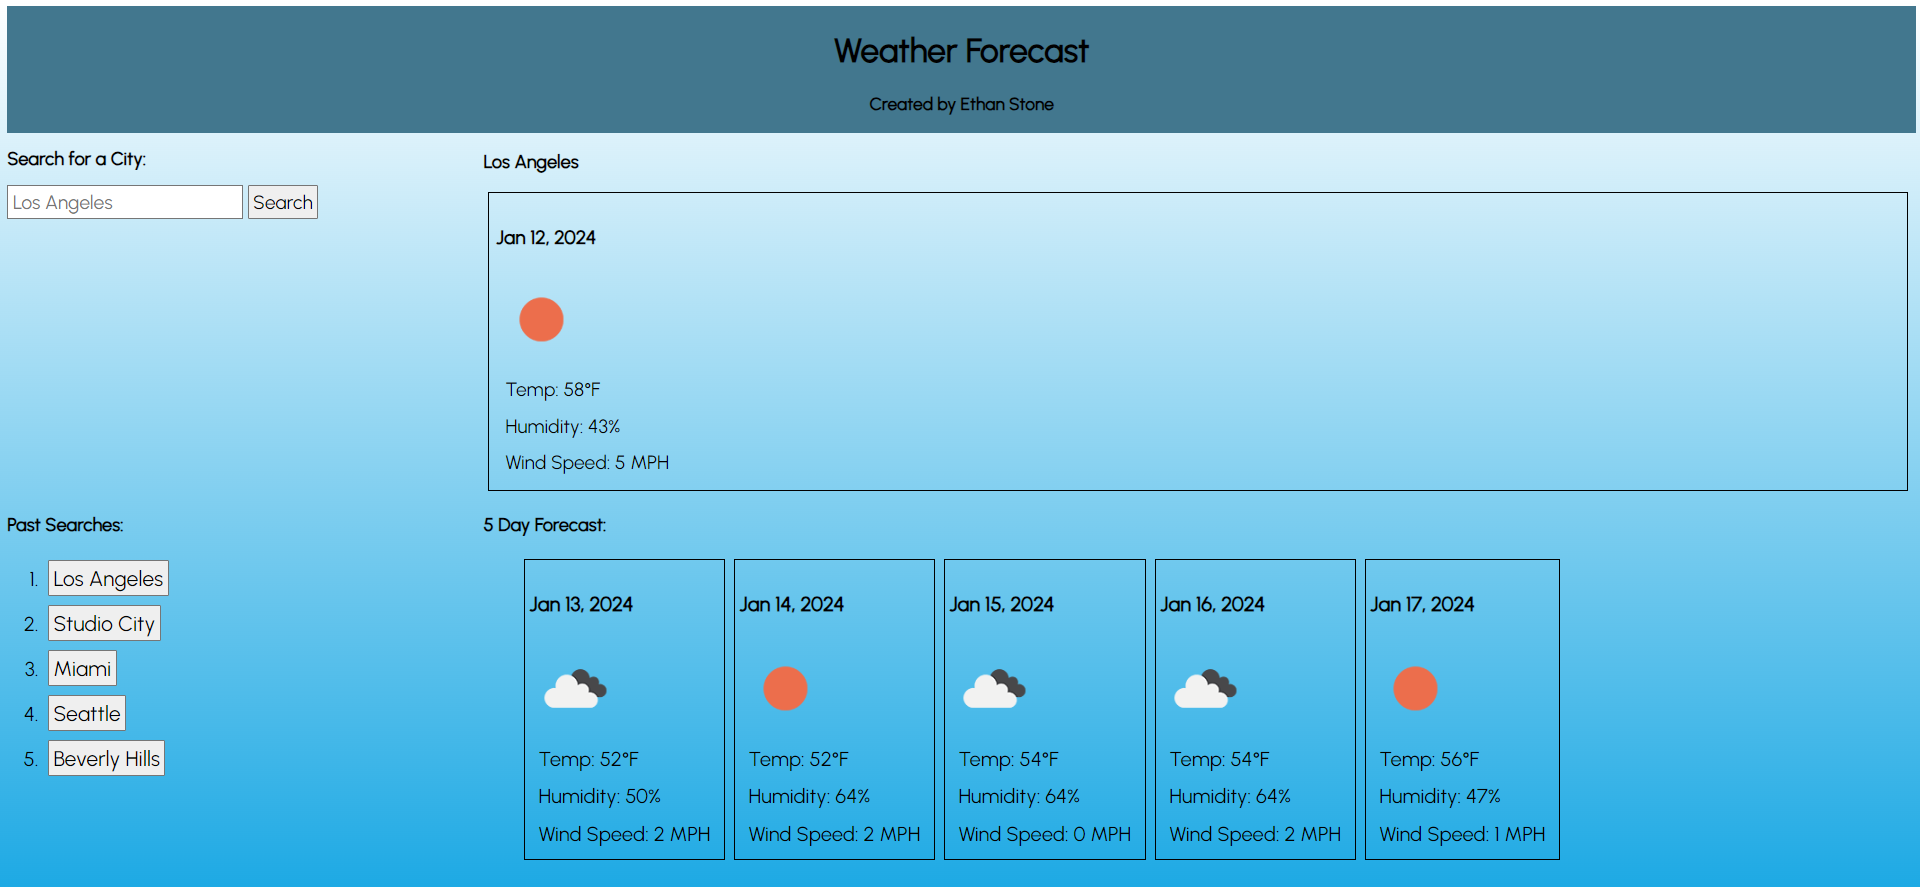 Weather Forecast
Created by Ethan Stone
Search for a City:
Los Angeles
Search
Los Angeles
Jan 12, 2024
Temp: 58°F
Humidity: 43%
Wind Speed: 5 MPH
Past Searches:
1. Los Angeles
2. Studio City
3. Miami
4. Seattle
5. Beverly Hills
5 Day Forecast:
Jan 13, 2024
Temp: 52°F
Humidity: 50%
Wind Speed: 2 MPH
Jan 14, 2024
Temp: 52°F
Humidity: 64%
Wind Speed: 2 MPH
Jan 15, 2024
Temp: 54°F
Humidity: 64%
Wind Speed: 0 MPH
Jan 16, 2024
Temp: 54°F
Humidity: 64%
Wind Speed: 2 MPH
Jan 17, 2024
Temp: 56°F
Humidity: 47%
Wind Speed: 1 MPH